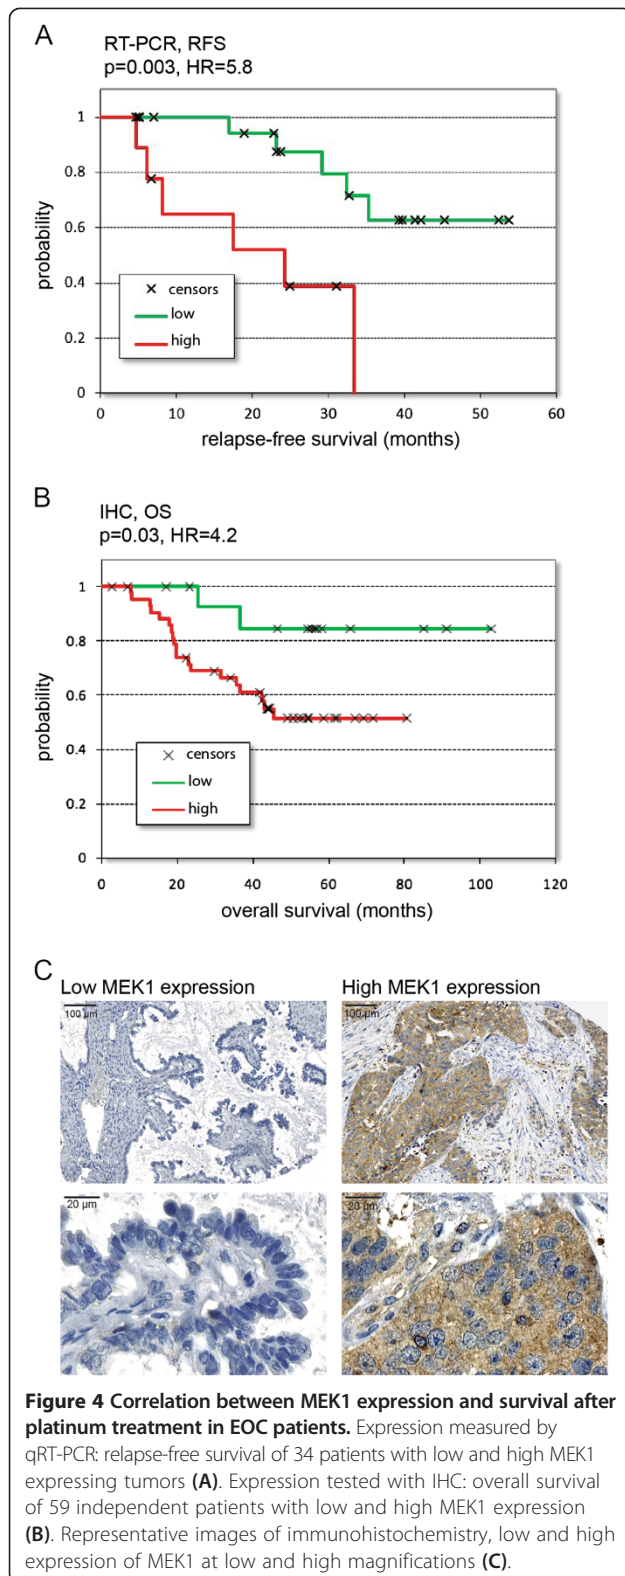 A
RT-PCR, RFS
p=0.003, HR=5.8
1
0.8
0.6
0.4
0.2
0
probability
censors
low
high
0 10 20 30 40 50 60
relapse-free survival (months)
B
IHC, OS
p=0.03, HR=4.2
1
0.8
0.6
0.4
0.2
0
probability
censors
low
high
0 20 40 60 80 100 120
overall survival (months)
C
Low MEK1 expression High MEK1 expression
100 µm 100 µm
20 µm 20 µm
Figure 4 Correlation between MEK1 expression and survival after
platinum treatment in EOC patients. Expression measured by
qRT-PCR: relapse-free survival of 34 patients with low and high MEK1
expressing tumors (A). Expression tested with IHC: overall survival
of 59 independent patients with low and high MEK1 expression
(B). Representative images of immunohistochemistry, low and high
expression of MEK1 at low and high magnifications (C).